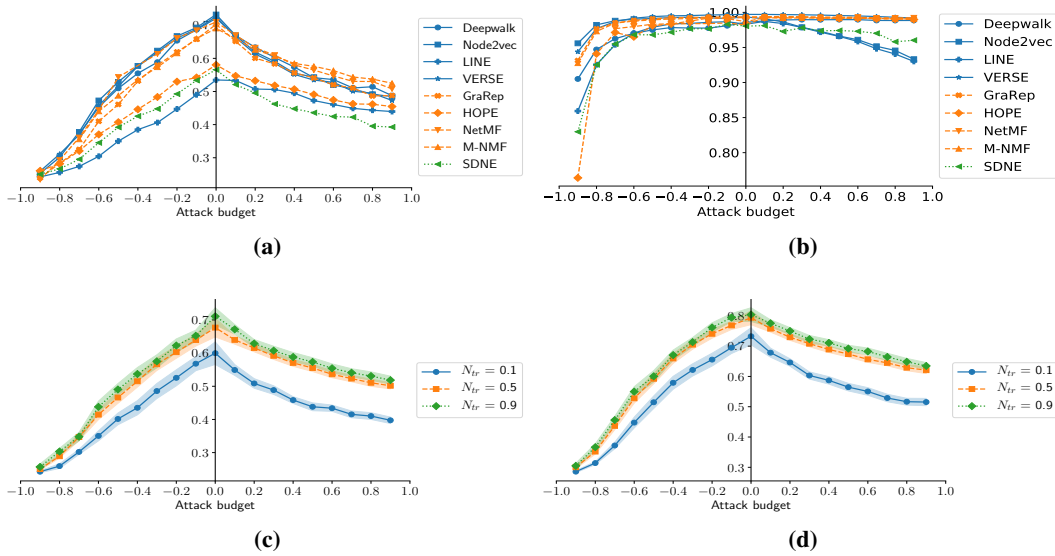 0.7
0.6
0.5
0.4
0.3
−1.0 −0.8 −0.6 −0.4 −0.2 0.0 0.2 0.4 0.6 0.8 1.0
Attack budget
Deepwalk
Node2vec
LINE
VERSE
GraRep
HOPE
NetMF
M-NMF
SDNE
(a)
1.00
0.95
0.90
0.85
0.80
−1.0 −0.8 −0.6 −0.4 −0.2 0.0 0.2 0.4 0.6 0.8 1.0
Attack budget
Deepwalk
Node2vec
LINE
VERSE
GraRep
HOPE
NetMF
M-NMF
SDNE
(b)
0.7
0.6
0.5
0.4
0.3
−1.0 −0.8 −0.6 −0.4 −0.2 0.0 0.2 0.4 0.6 0.8 1.0
Attack budget
N_tr = 0.1
N_tr = 0.5
N_tr = 0.9
(c)
0.8
0.7
0.6
0.5
0.4
0.3
−1.0 −0.8 −0.6 −0.4 −0.2 0.0 0.2 0.4 0.6 0.8 1.0
Attack budget
N_tr = 0.1
N_tr = 0.5
N_tr = 0.9
(d)